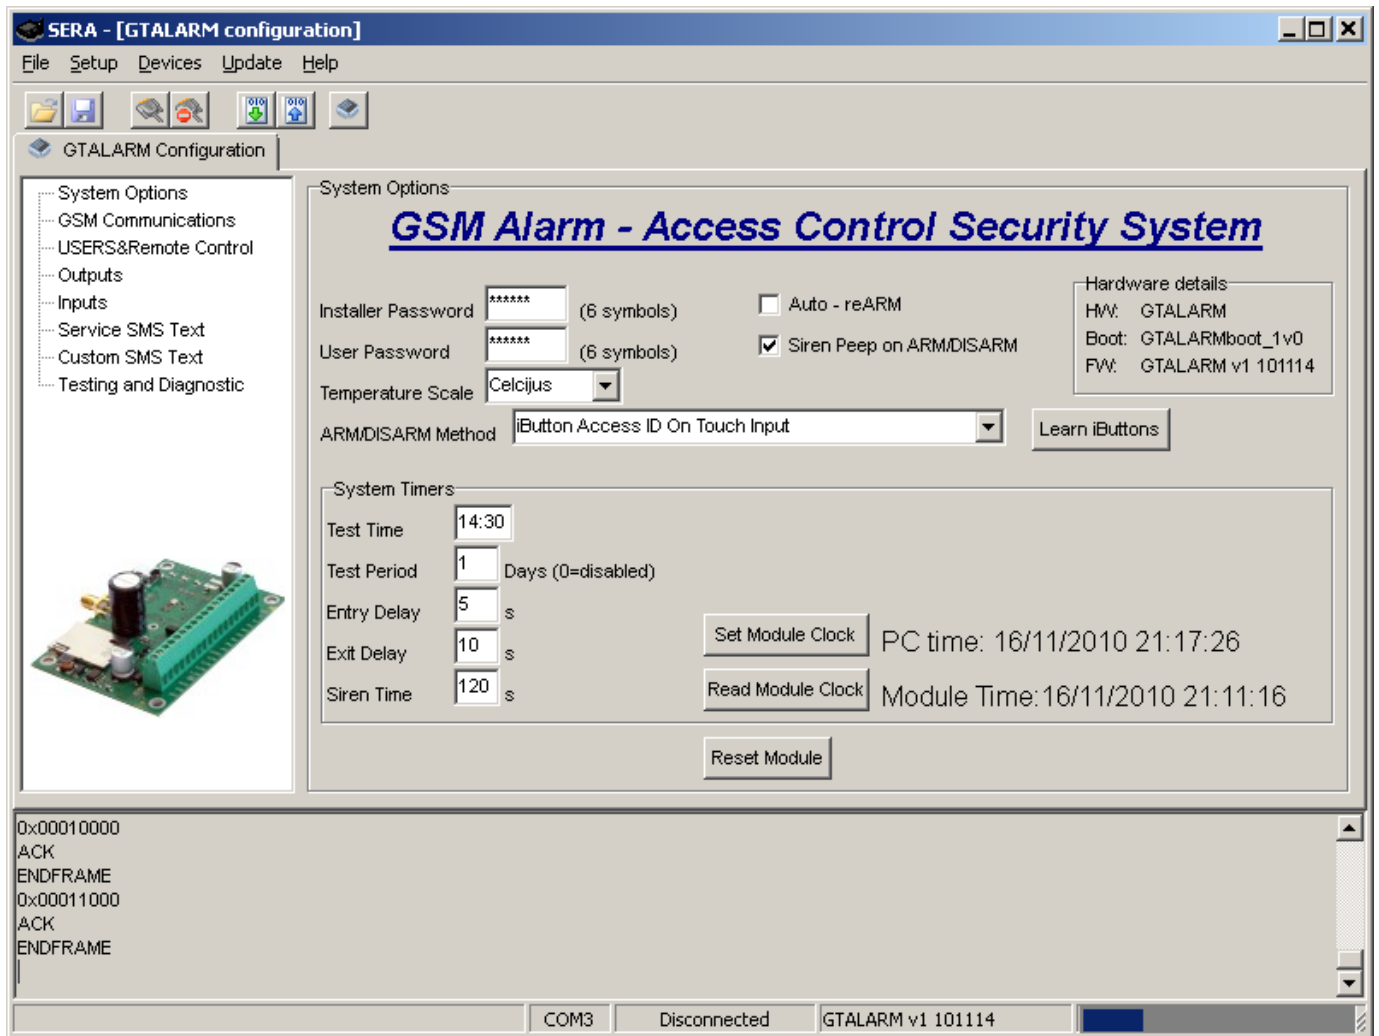 SERA - [GTALARM configuration]
File Setup Devices Update Help
GTALARM Configuration
System Options
GSM Communications
USERS&Remote Control
Outputs
Inputs
Service SMS Text
Custom SMS Text
Testing and Diagnostic
System Options
GSM Alarm - Access Control Security System
Installer Password ****** (6 symbols)
User Password ****** (6 symbols)
Temperature Scale Celcijus
ARM/DISARM Method iButton Access ID On Touch Input Learn iButtons
Auto - reARM
Siren Peep on ARM/DISARM
Hardware details
HW: GTALARM
Boot: GTALARMboot_1v0
FW: GTALARM v1 101114
System Timers
Test Time 14:30
Test Period 1 Days (0=disabled)
Entry Delay 5 s
Exit Delay 10 s
Siren Time 120 s
Set Module Clock PC time: 16/11/2010 21:17:26
Read Module Clock Module Time:16/11/2010 21:11:16
Reset Module
0x00010000
ACK
ENDFRAME
0x00011000
ACK
ENDFRAME
COM3 Disconnected GTALARM v1 101114